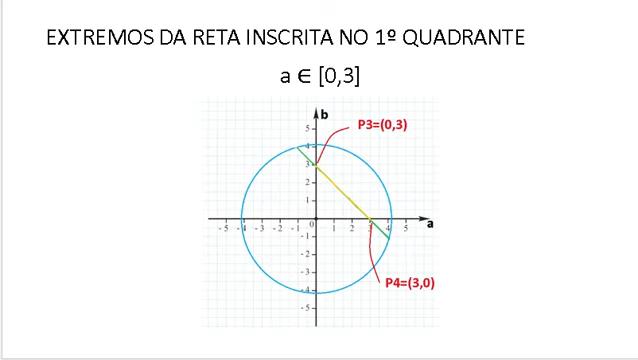 EXTREMOS DA RETA INSCRITA NO 1º QUADRANTE
a ∈ [0,3]
b
P3=(0,3)
5
4
3
2
1
-5 -4 -3 -2 -1 0 1 2 3 4 5
a
-1
-2
-3
-4
-5
P4=(3,0)